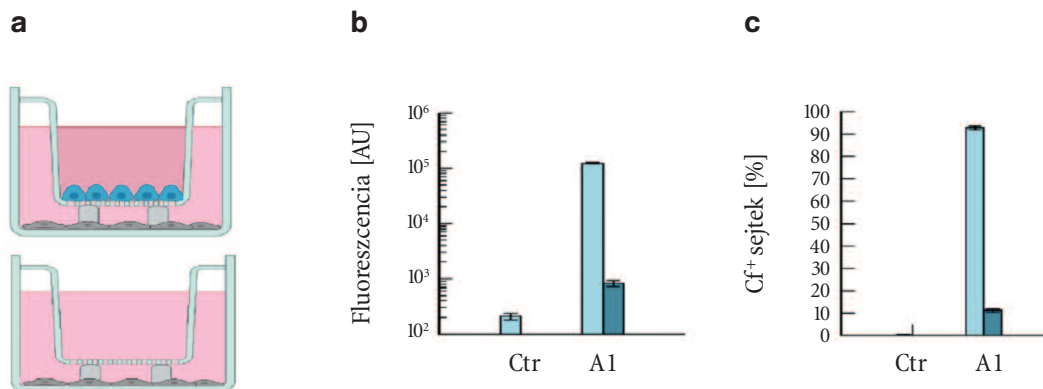 a
b
c
Fluoreszcencia [AU]
10⁶
10⁵
10⁴
10³
10²
Ctr
A1
Cf⁺ sejtek [%]
100
90
80
70
60
50
40
30
20
10
0
Ctr
A1